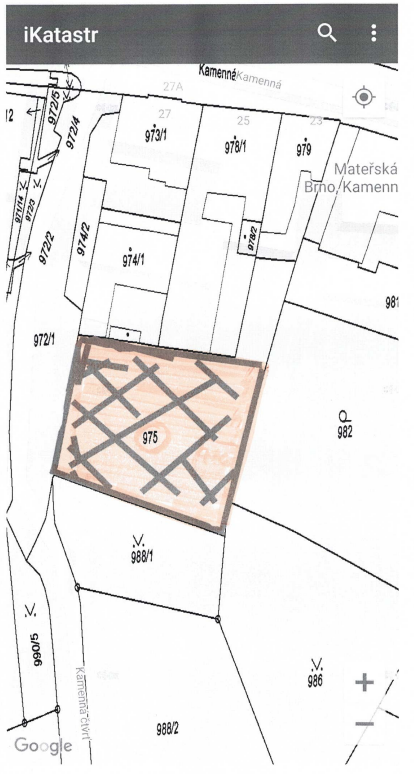 iKatastr
Kamenná
Kamenná
27A
27
25
23
12
972/5
972/4
973/1
978/1
979
Mateřská
Brno, Kamenn
971/14
972/3
972/2
974/2
974/1
978/2
981
972/1
975
982
988/1
990/5
986
Kamenná čtvrť
988/2
Google